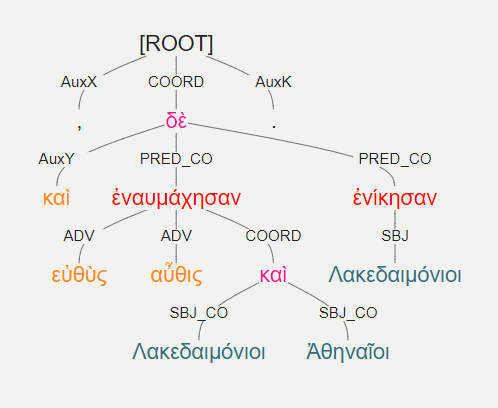 [ROOT]
AuxX COORD AuxK
, δὲ .
AuxY PRED_CO PRED_CO
καὶ ἐναυμάχησαν ἐνίκησαν
ADV ADV COORD SBJ
εὐθὺς αὖθις καὶ Λακεδαιμόνιοι
SBJ_CO SBJ_CO
Λακεδαιμόνιοι Ἀθηναῖοι